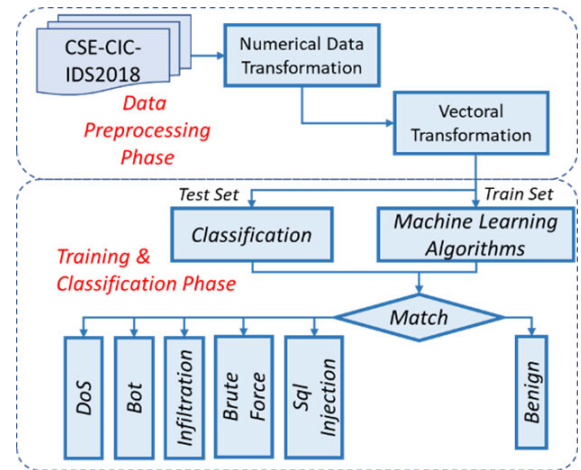 CSE-CIC-
IDS2018
Numerical Data
Transformation
Data
Preprocessing
Phase
Vectoral
Transformation
Test Set
Train Set
Classification
Machine Learning
Algorithms
Training &
Classification Phase
Match
DoS
Bot
Infiltration
Brute
Force
Sql
Injection
Benign